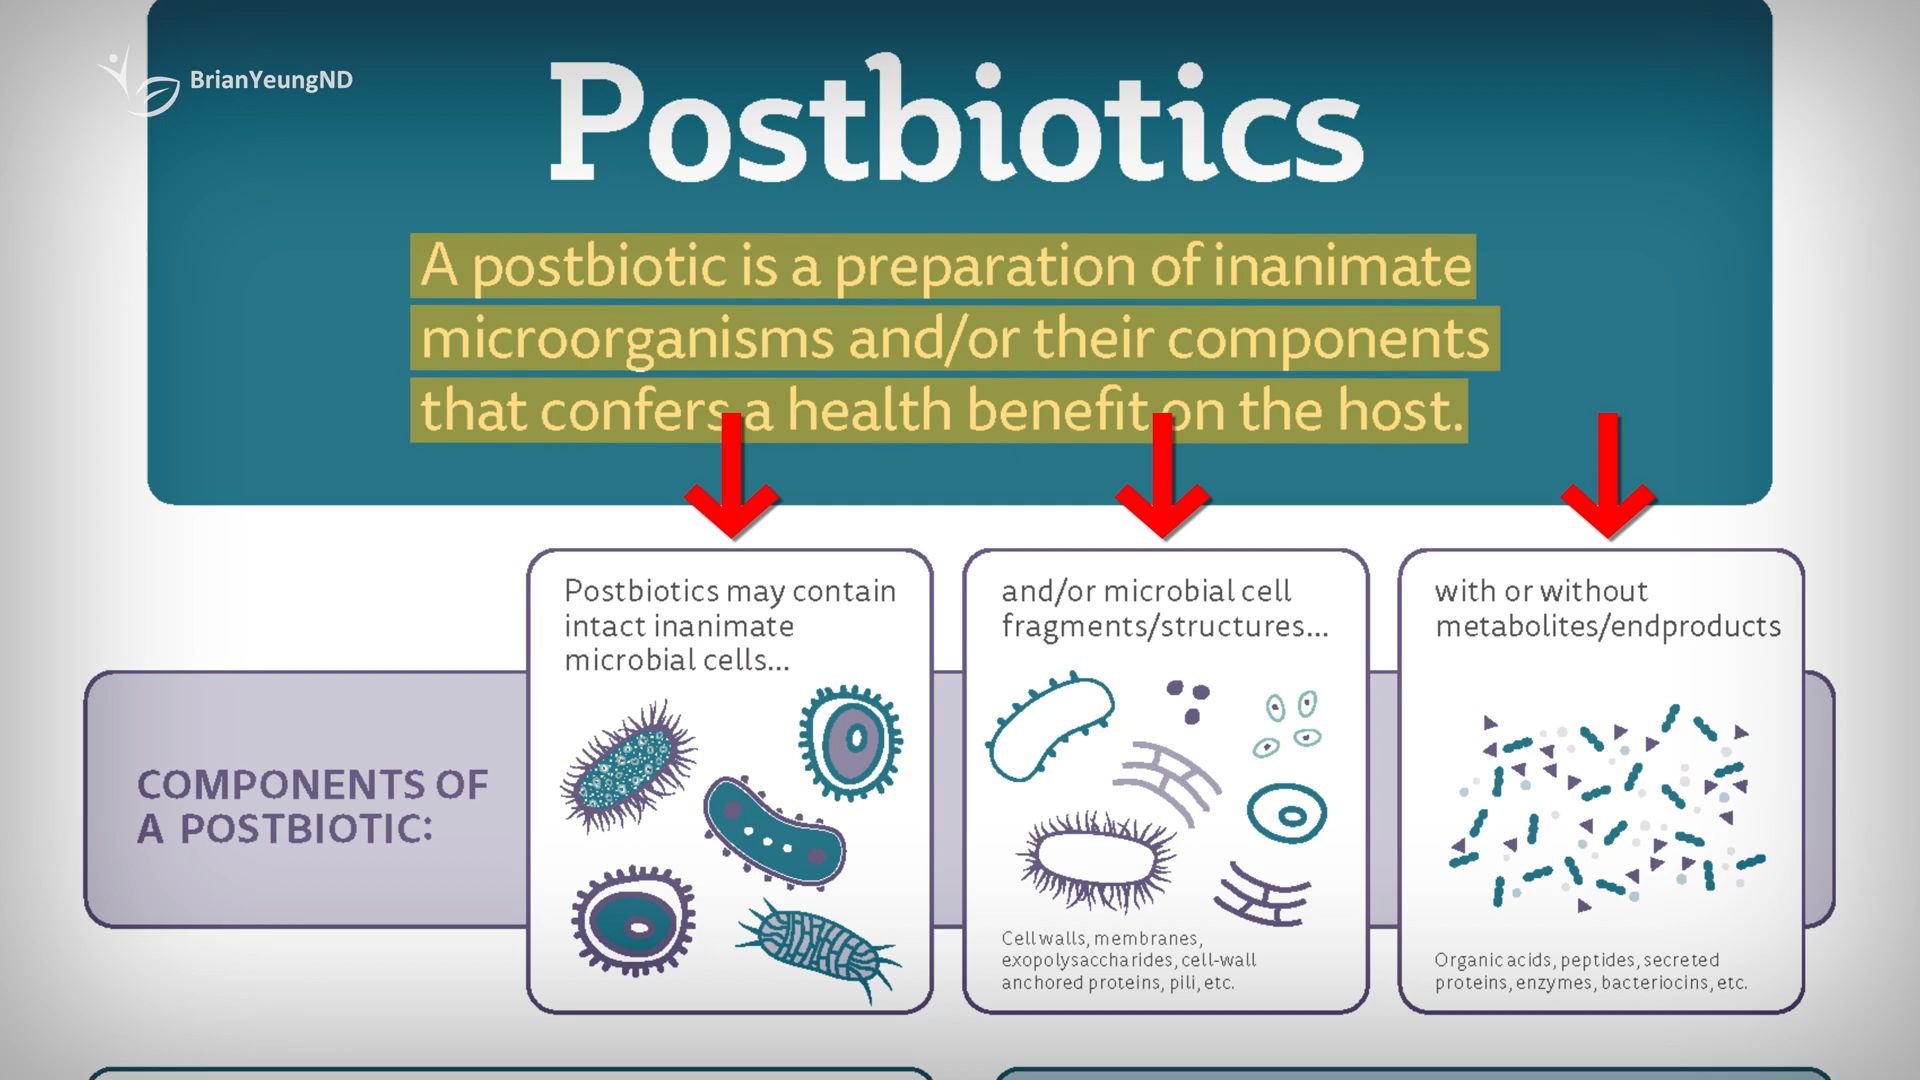 BrianYeungND
Postbiotics
A postbiotic is a preparation of inanimate
microorganisms and/or their components
that confers a health benefit on the host.
Postbiotics may contain
intact inanimate
microbial cells...
and/or microbial cell
fragments/structures...
with or without
metabolites/endproducts
COMPONENTS OF
A POSTBIOTIC:
Cell walls, membranes,
exopolysaccharides, cell-wall
anchored proteins, pili, etc.
Organic acids, peptides, secreted
proteins, enzymes, bacteriocins, etc.